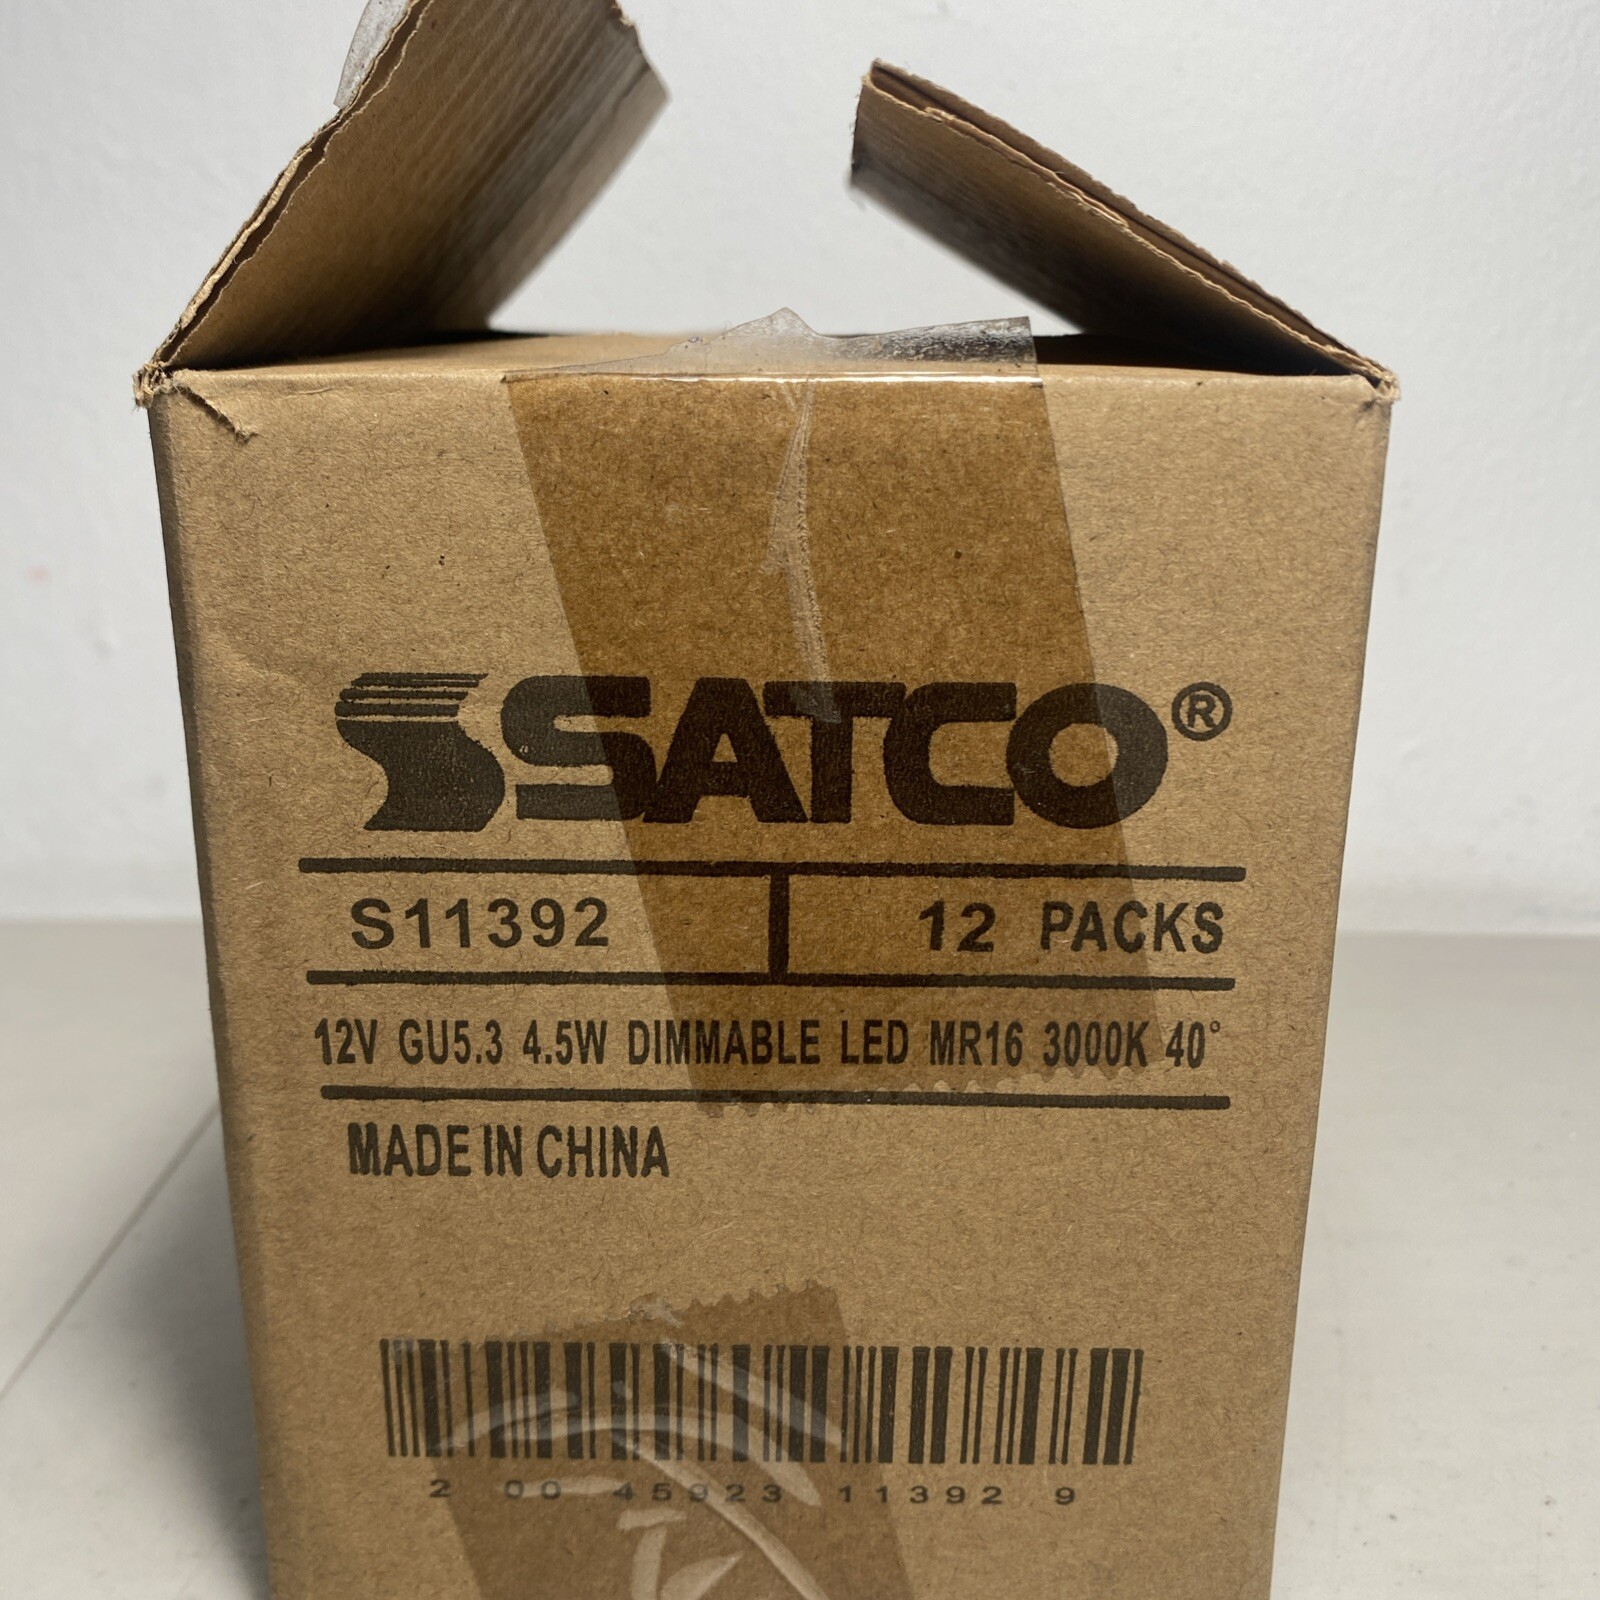 SATCO®
S11392 12 PACKS
12V GU5.3 4.5W DIMMABLE LED MR16 3000K 40°
MADE IN CHINA
2 00 45923 11392 9